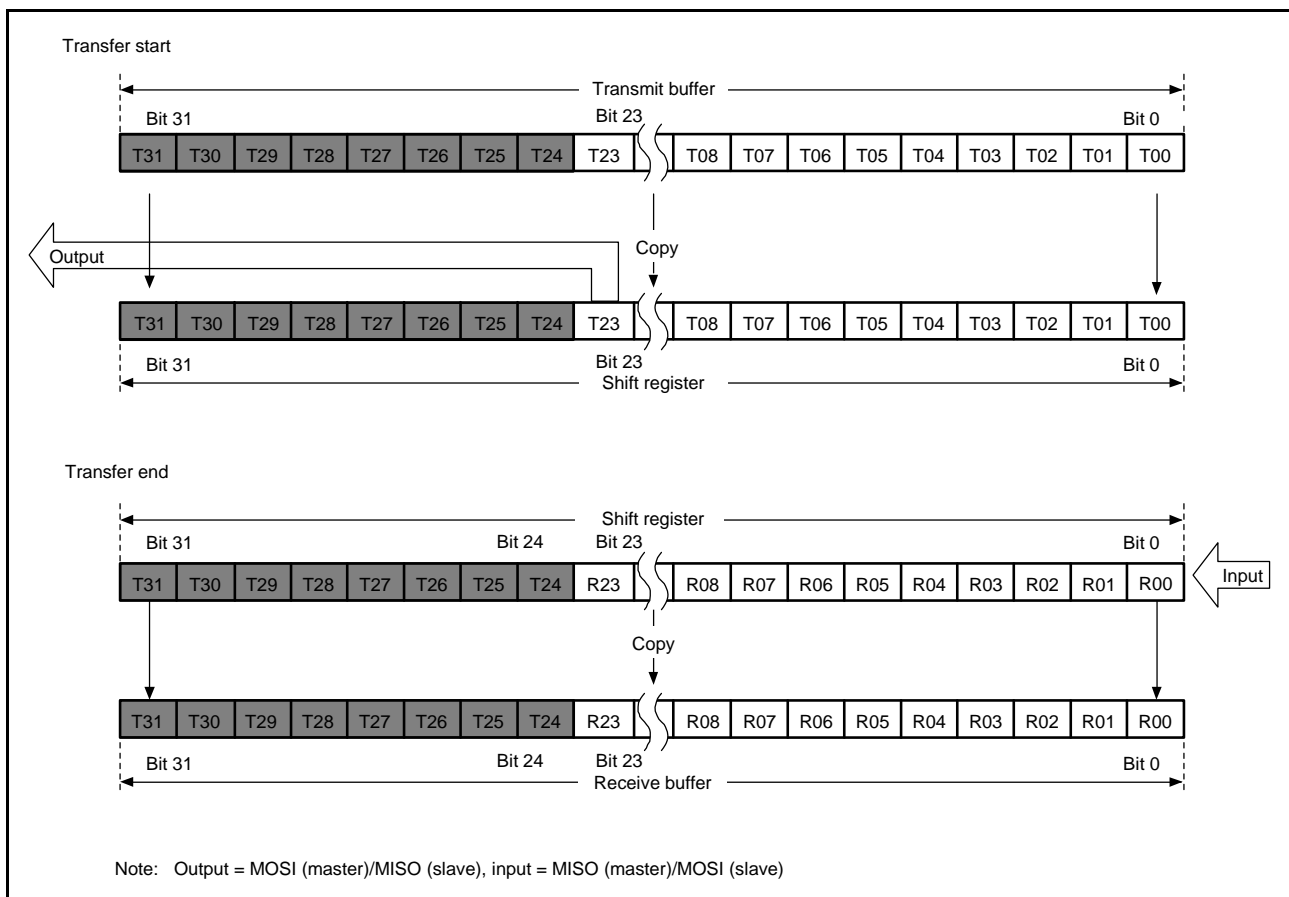 Transfer start
Transmit buffer
Bit 31 Bit 23 Bit 0
T31 T30 T29 T28 T27 T26 T25 T24 T23 T08 T07 T06 T05 T04 T03 T02 T01 T00
Output Copy
T31 T30 T29 T28 T27 T26 T25 T24 T23 T08 T07 T06 T05 T04 T03 T02 T01 T00
Bit 31 Bit 23 Bit 0
Shift register
Transfer end
Shift register
Bit 31 Bit 24 Bit 23 Bit 0
T31 T30 T29 T28 T27 T26 T25 T24 R23 R08 R07 R06 R05 R04 R03 R02 R01 R00 Input
Copy
T31 T30 T29 T28 T27 T26 T25 T24 R23 R08 R07 R06 R05 R04 R03 R02 R01 R00
Bit 31 Bit 24 Bit 23 Bit 0
Receive buffer
Note: Output = MOSI (master)/MISO (slave), input = MISO (master)/MOSI (slave)